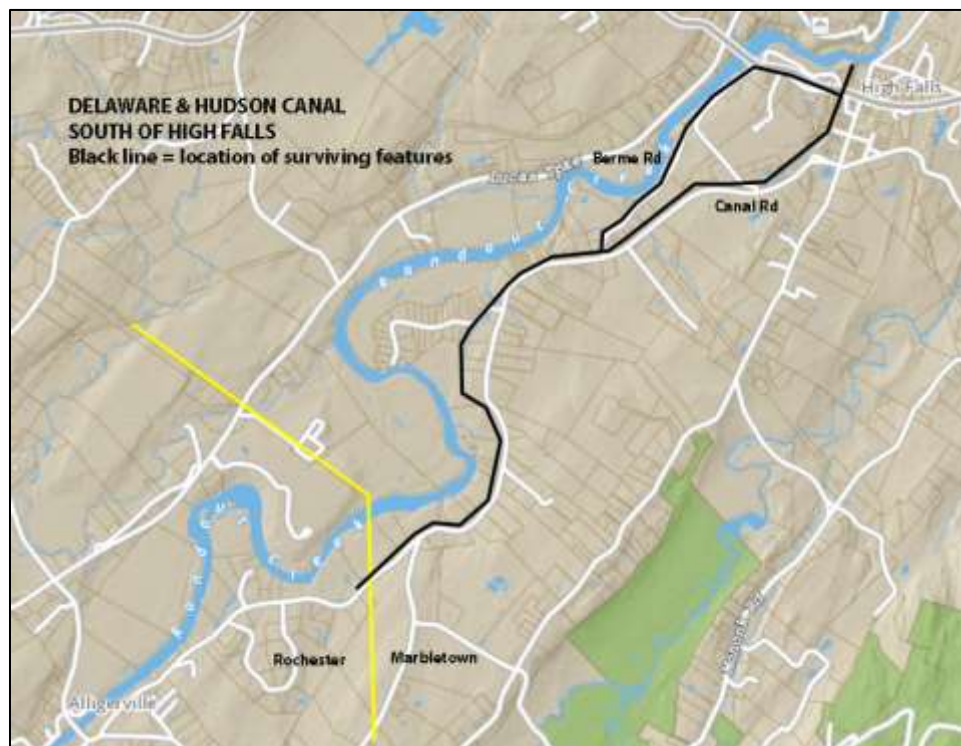 DELAWARE & HUDSON CANAL
SOUTH OF HIGH FALLS
Black line = location of surviving features
High Falls
Berme Rd
Canal Rd
Rondout Creek
Rondout Creek
Rochester
Marbletown
Alligerville